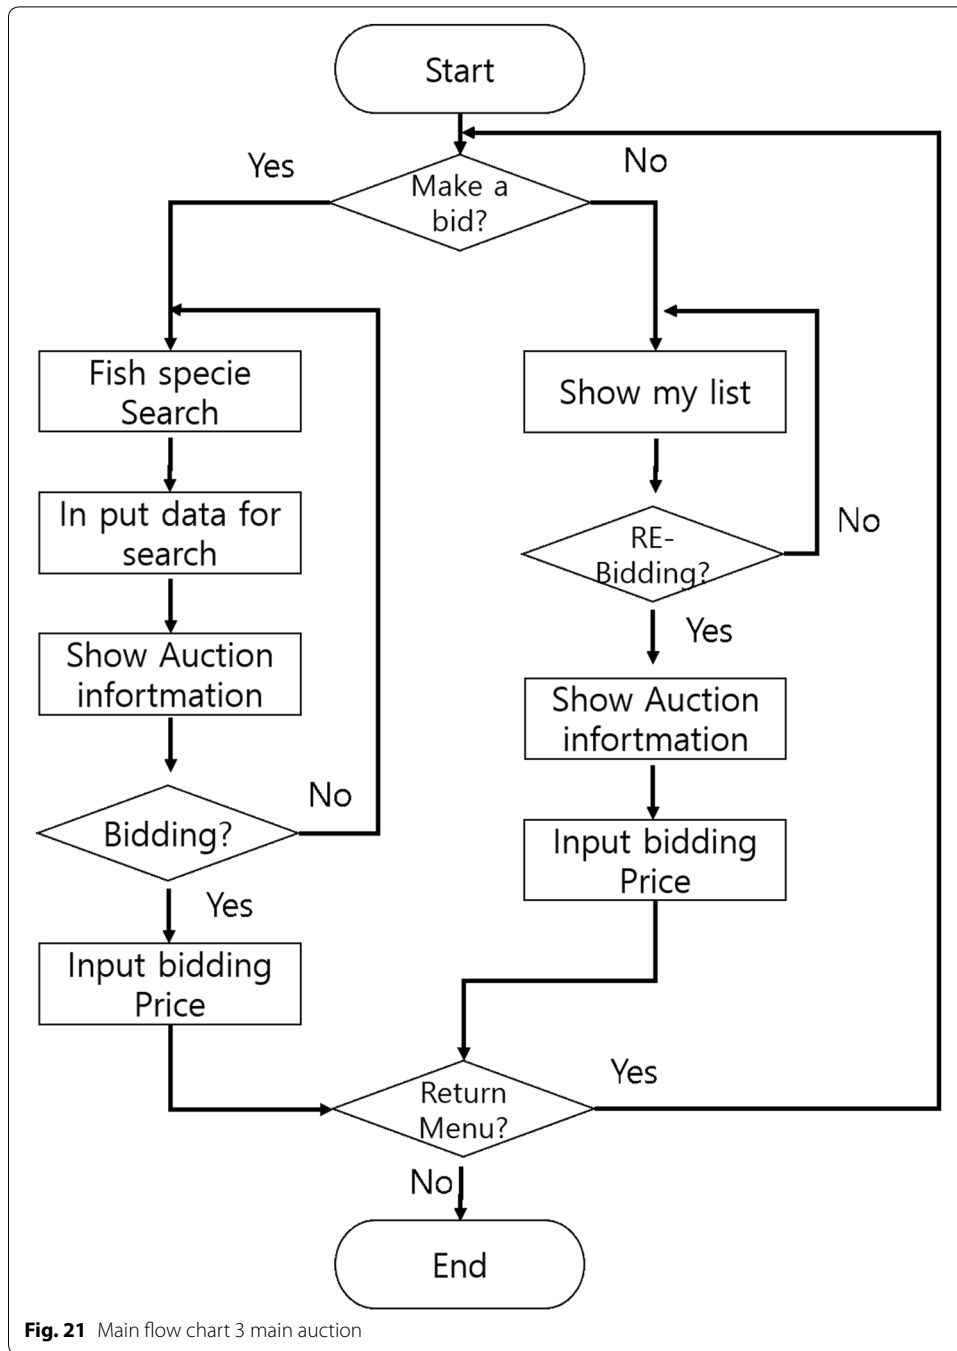 Start
Yes
No
Make a
bid?
Fish specie
Search
Show my list
In put data for
search
No
RE-
Bidding?
Yes
Show Auction
infortmation
Show Auction
infortmation
No
Bidding?
Input bidding
Price
Yes
Input bidding
Price
Return
Menu?
Yes
No
End
Fig. 21 Main flow chart 3 main auction